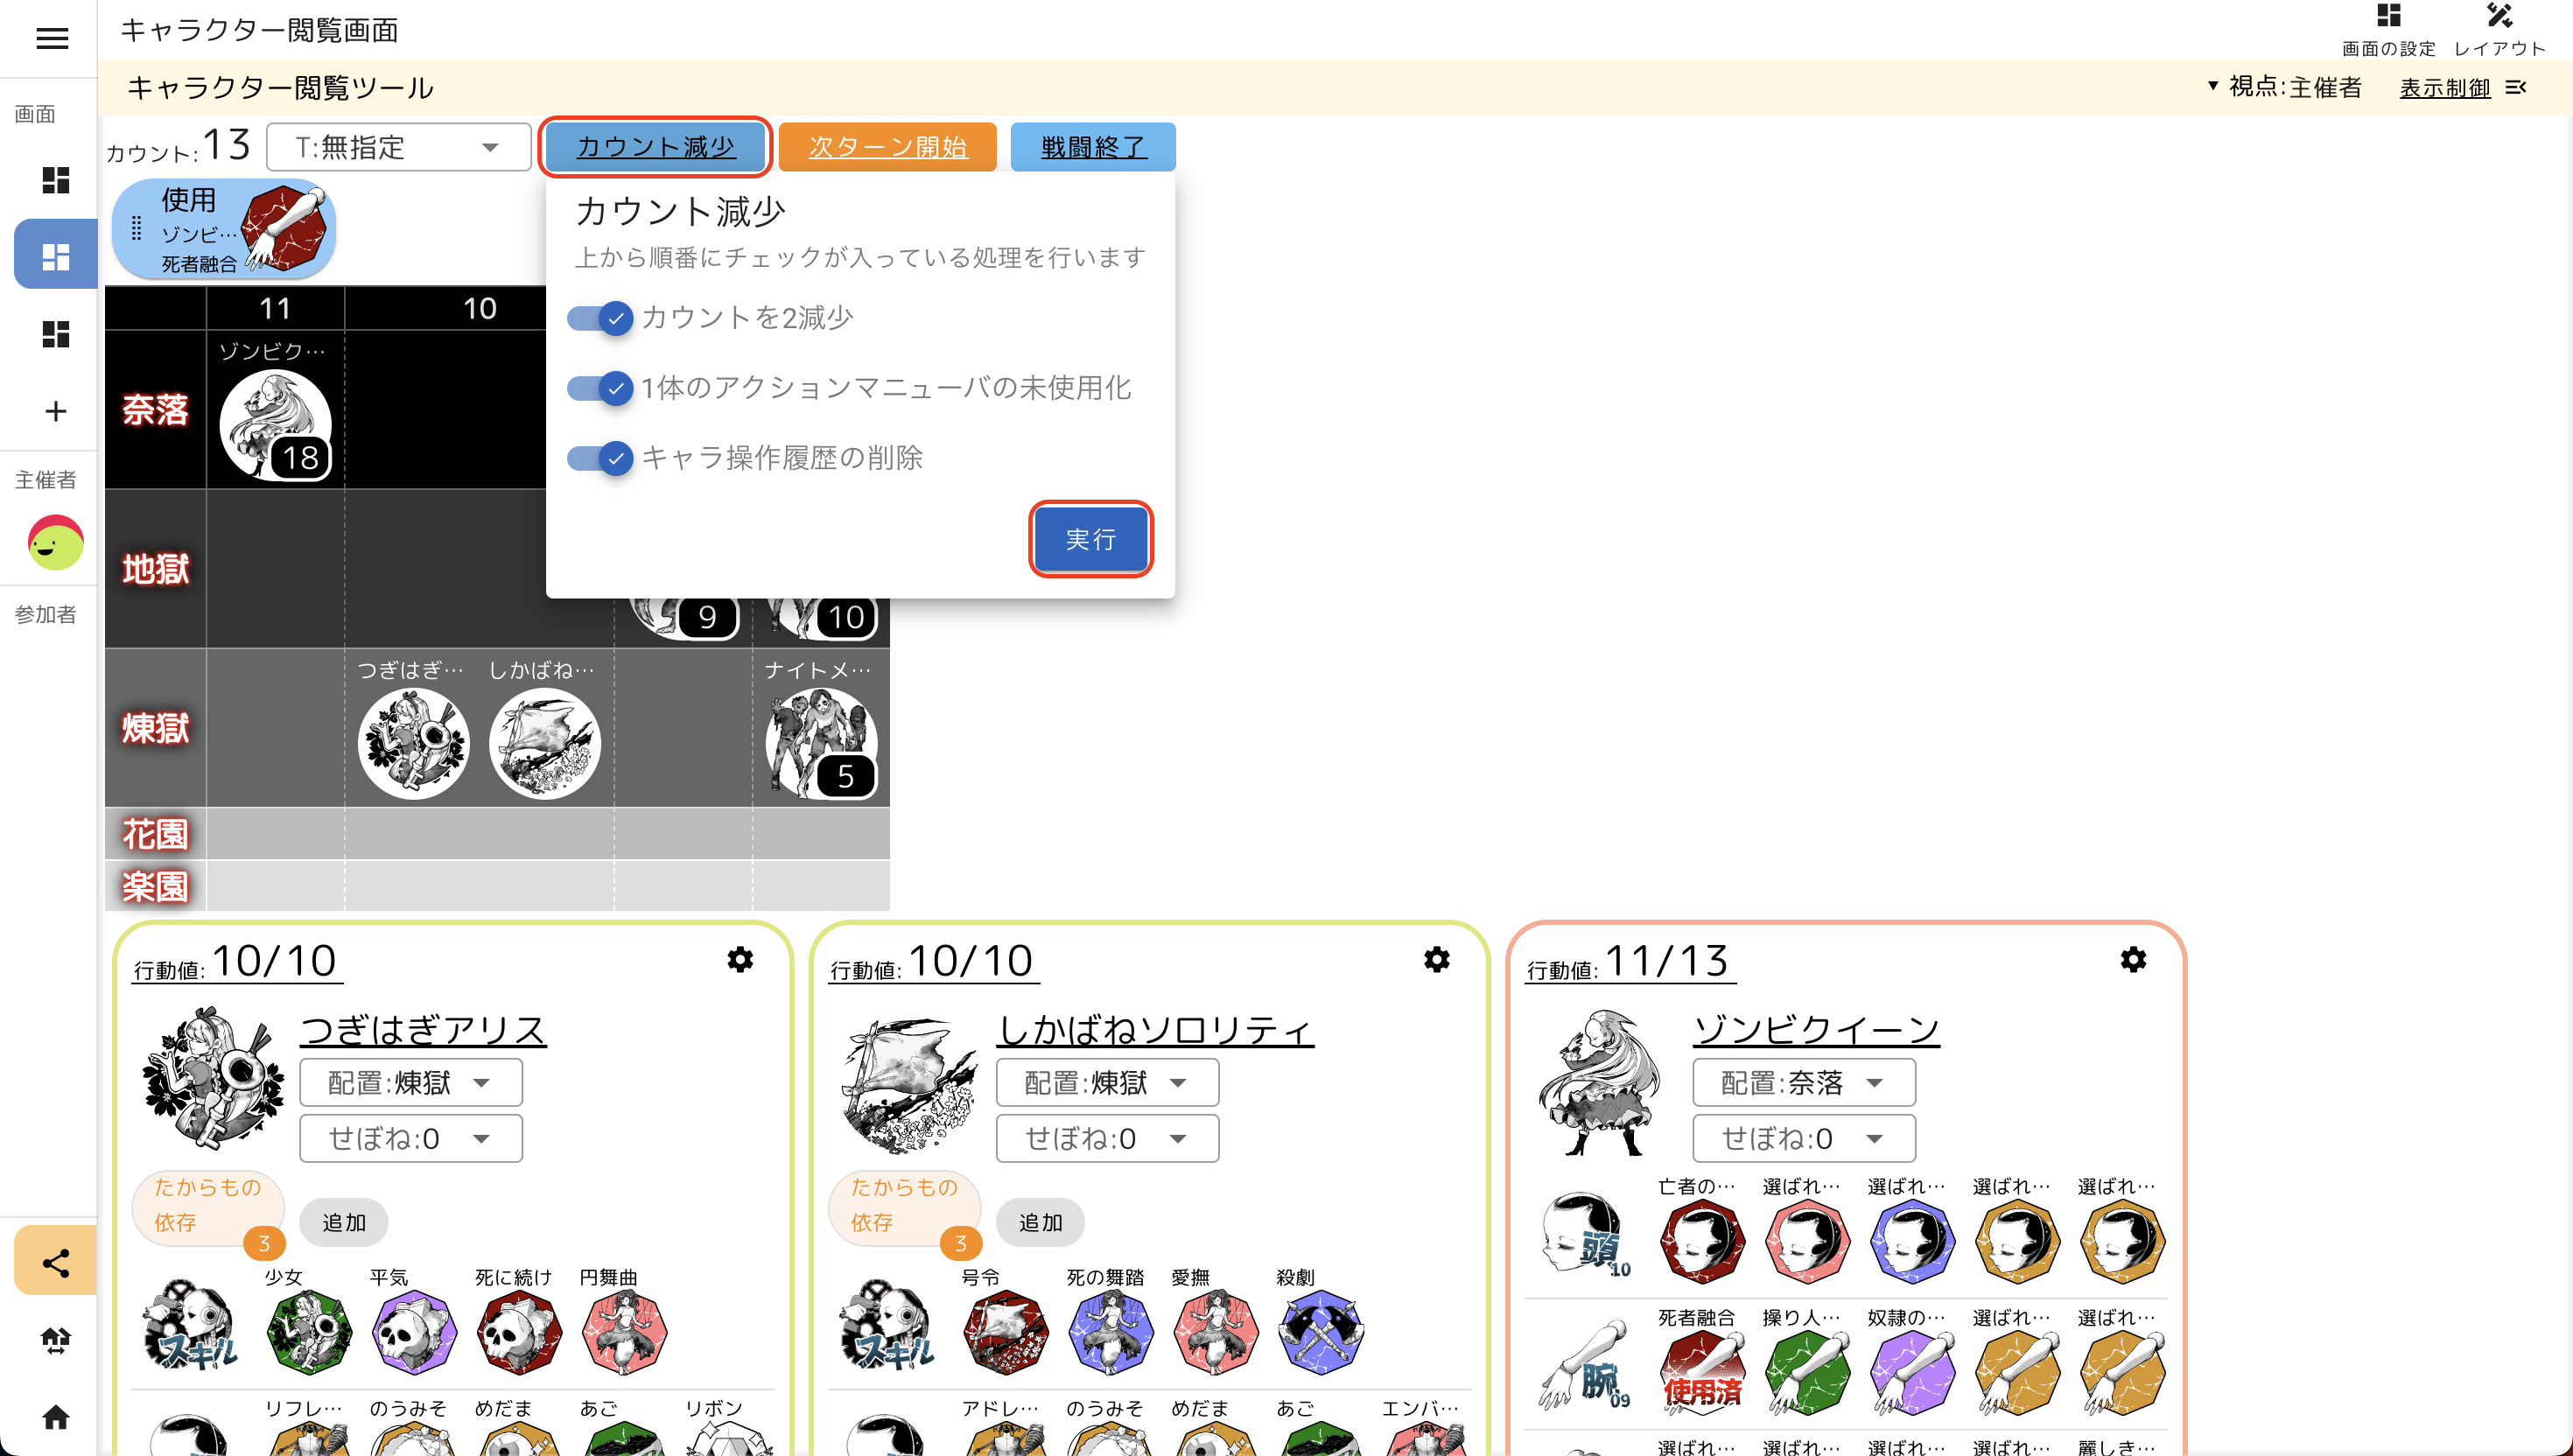 キャラクター閲覧画面
画面の設定
レイアウト
キャラクター閲覧ツール
▼ 視点:主催者
表示制御
画面
カウント:13
T:無指定
カウント減少
次ターン開始
戦闘終了
使用
ゾンビ…
死者融合
カウント減少
上から順番にチェックが入っている処理を行います
カウントを2減少
1体のアクションマニューバの未使用化
キャラ操作履歴の削除
実行
11
10
奈落
ゾンビク…
18
主催者
地獄
9
10
参加者
煉獄
つぎはぎ…
しかばね…
ナイトメ…
5
花園
楽園
行動値:10/10
つぎはぎアリス
配置:煉獄
せぼね:0
たからもの
依存
3
追加
スキル
少女
平気
死に続け
円舞曲
リフレ…
のうみそ
めだま
あご
リボン
行動値:10/10
しかばねソロリティ
配置:煉獄
せぼね:0
たからもの
依存
3
追加
スキル
号令
死の舞踏
愛撫
殺劇
アドレ…
のうみそ
めだま
あご
エンバ…
行動値:11/13
ゾンビクイーン
配置:奈落
せぼね:0
頭10
亡者の…
選ばれ…
選ばれ…
選ばれ…
選ばれ…
腕09
死者融合
使用済
操り人…
奴隷の…
選ばれ…
選ばれ…
選ばれ…
選ばれ…
選ばれ…
選ばれ…
麗しき…